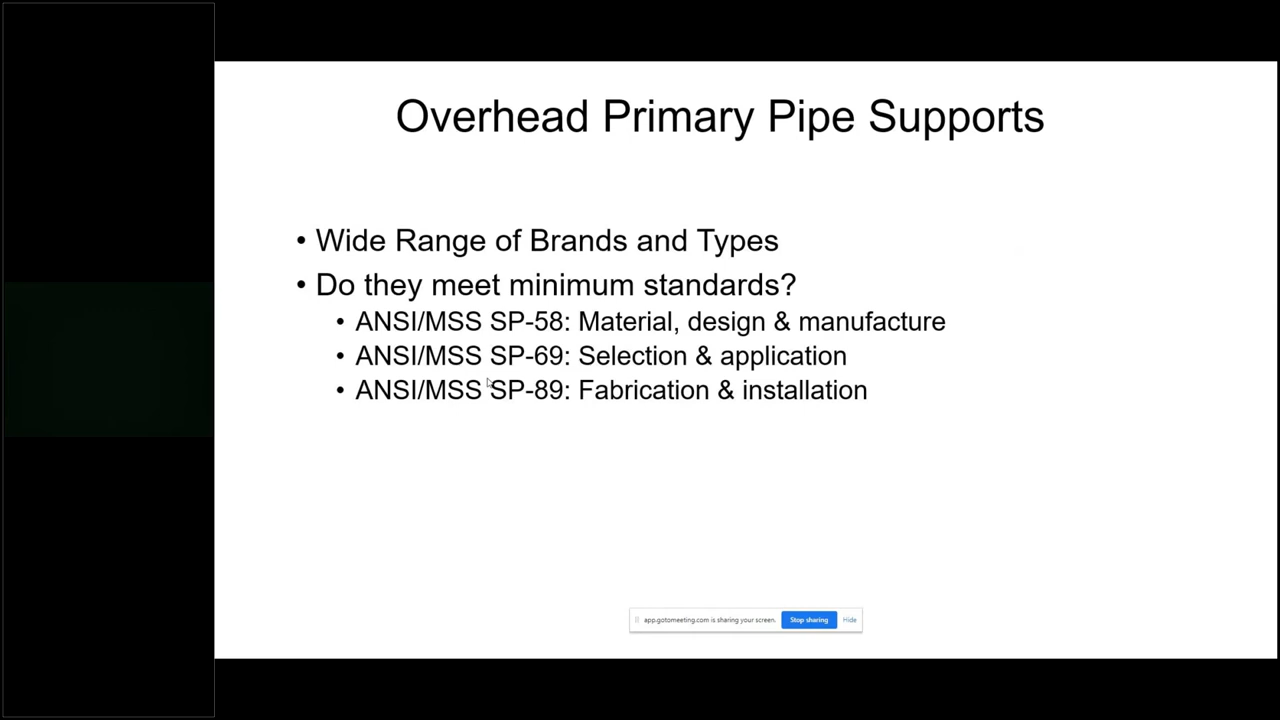 Overhead Primary Pipe Supports
• Wide Range of Brands and Types
• Do they meet minimum standards?
• ANSI/MSS SP-58: Material, design & manufacture
• ANSI/MSS SP-69: Selection & application
• ANSI/MSS SP-89: Fabrication & installation
app.gotomeeting.com is sharing your screen. Stop sharing Hide